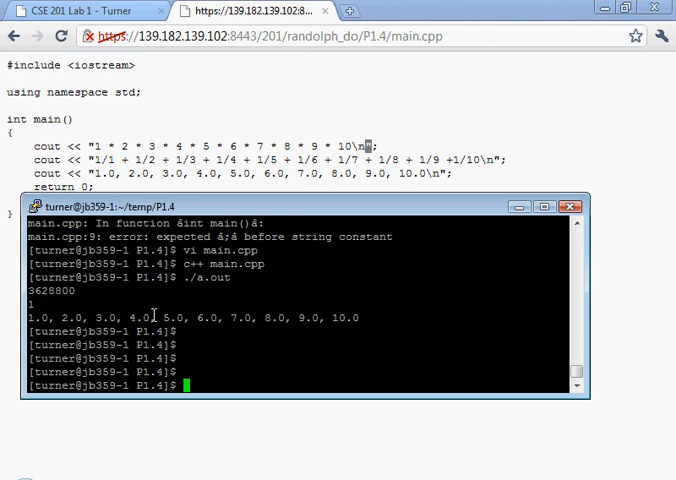 CSE 201 Lab 1 - Turner
https://139.182.139.102:8...
https://139.182.139.102:8443/201/randolph_do/P1.4/main.cpp
#include <iostream>
using namespace std;
int main()
{
cout << "1 * 2 * 3 * 4 * 5 * 6 * 7 * 8 * 9 * 10\n";
cout << "1/1 + 1/2 + 1/3 + 1/4 + 1/5 + 1/6 + 1/7 + 1/8 + 1/9 +1/10\n";
cout << "1.0, 2.0, 3.0, 4.0, 5.0, 6.0, 7.0, 8.0, 9.0, 10.0\n";
return 0;
}
turner@jb359-1:~/temp/P1.4
main.cpp: In function âint main()â:
main.cpp:9: error: expected â;â before string constant
[turner@jb359-1 P1.4]$ vi main.cpp
[turner@jb359-1 P1.4]$ c++ main.cpp
[turner@jb359-1 P1.4]$ ./a.out
3628800
1
1.0, 2.0, 3.0, 4.0, 5.0, 6.0, 7.0, 8.0, 9.0, 10.0
[turner@jb359-1 P1.4]$
[turner@jb359-1 P1.4]$
[turner@jb359-1 P1.4]$
[turner@jb359-1 P1.4]$
[turner@jb359-1 P1.4]$